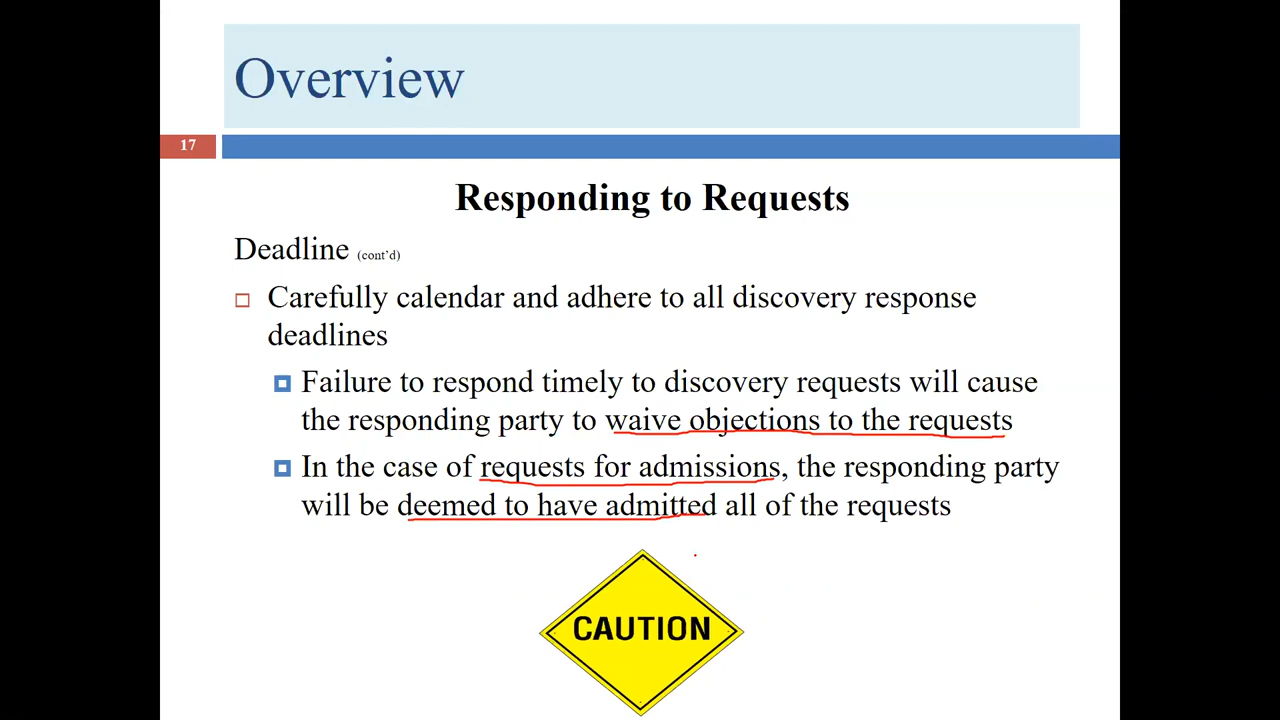 Overview
17
Responding to Requests
Deadline (cont'd)
Carefully calendar and adhere to all discovery response
deadlines
Failure to respond timely to discovery requests will cause
the responding party to waive objections to the requests
In the case of requests for admissions, the responding party
will be deemed to have admitted all of the requests
CAUTION